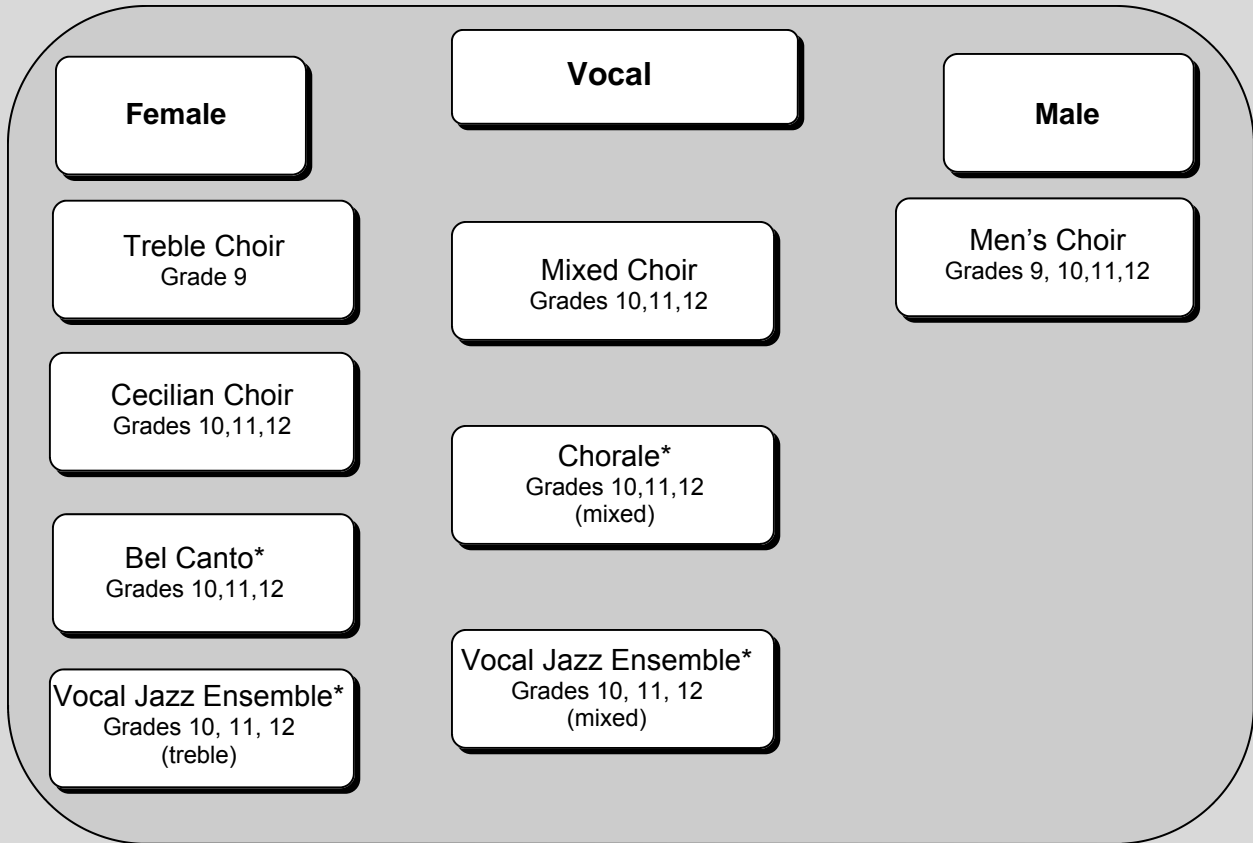 Vocal
Female
Male
Treble Choir
Grade 9
Cecilian Choir
Grades 10,11,12
Bel Canto*
Grades 10,11,12
Vocal Jazz Ensemble*
Grades 10, 11, 12
(treble)
Mixed Choir
Grades 10,11,12
Chorale*
Grades 10,11,12
(mixed)
Vocal Jazz Ensemble*
Grades 10, 11, 12
(mixed)
Men’s Choir
Grades 9, 10,11,12